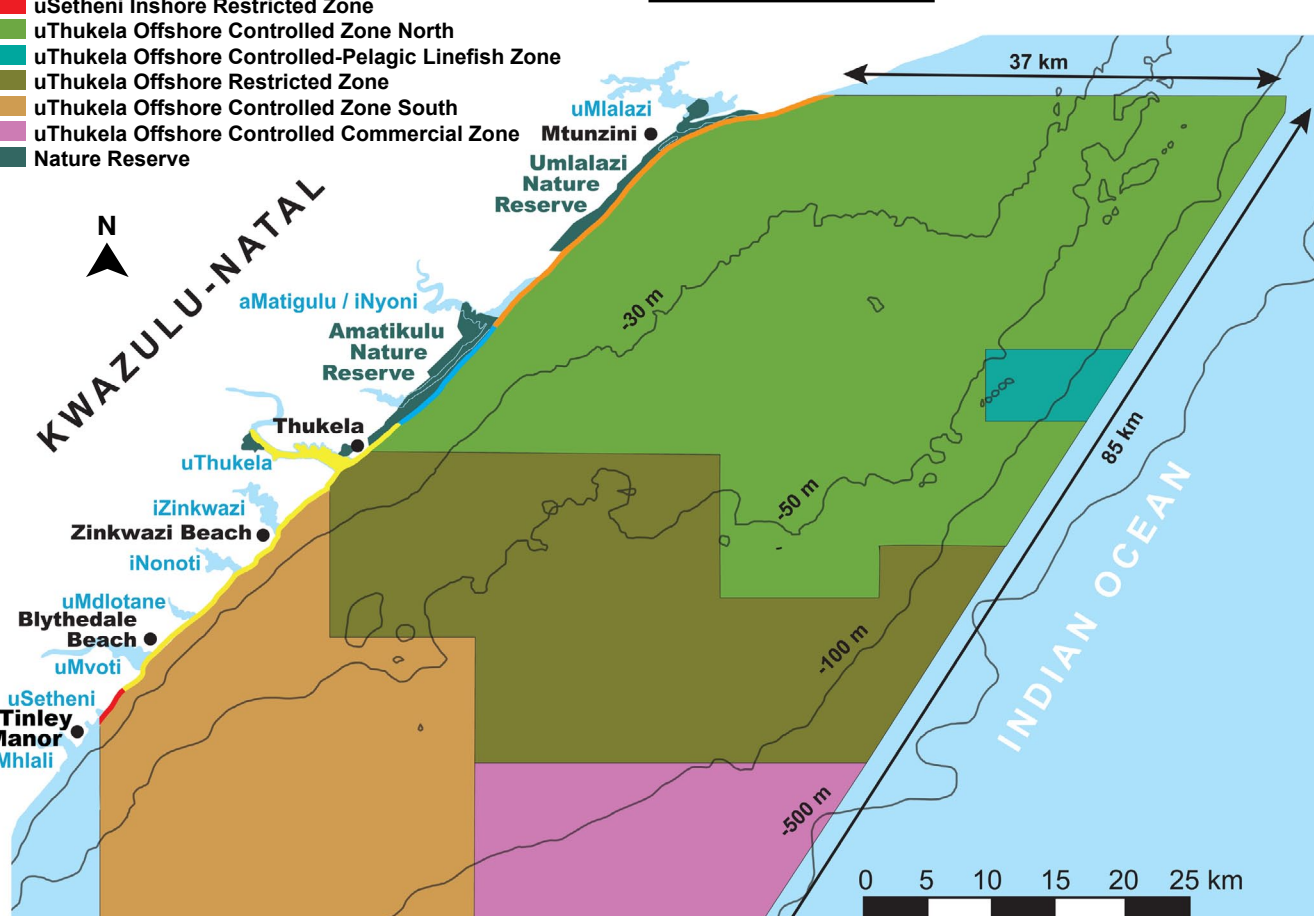 uSetheni Inshore Restricted Zone
uThukela Offshore Controlled Zone North
uThukela Offshore Controlled-Pelagic Linefish Zone
uThukela Offshore Restricted Zone
uThukela Offshore Controlled Zone South
uThukela Offshore Controlled Commercial Zone
Nature Reserve
37 km
uMlalazi
Mtunzini
Umlalazi
Nature
Reserve
N
KWAZULU-NATAL
aMatigulu / iNyoni
-30 m
Amatikulu
Nature
Reserve
Thukela
uThukela
85 km
-50 m
iZinkwazi
Zinkwazi Beach
iNonoti
INDIAN OCEAN
uMdlotane
Blythedale
Beach
-100 m
uMvoti
uSetheni
Tinley
Manor
Mhlali
-500 m
0 5 10 15 20 25 km